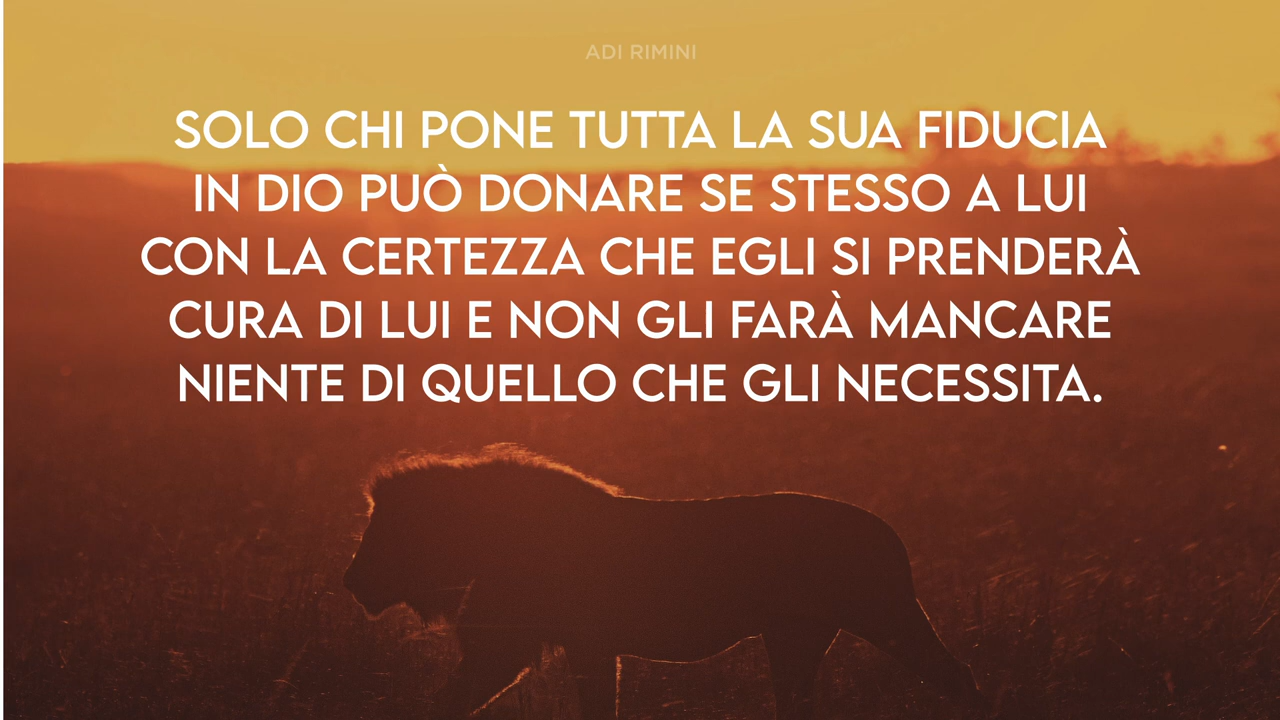 ADI RIMINI
SOLO CHI PONE TUTTA LA SUA FIDUCIA
IN DIO PUÒ DONARE SE STESSO A LUI
CON LA CERTEZZA CHE EGLI SI PRENDERÀ
CURA DI LUI E NON GLI FARÀ MANCARE
NIENTE DI QUELLO CHE GLI NECESSITA.